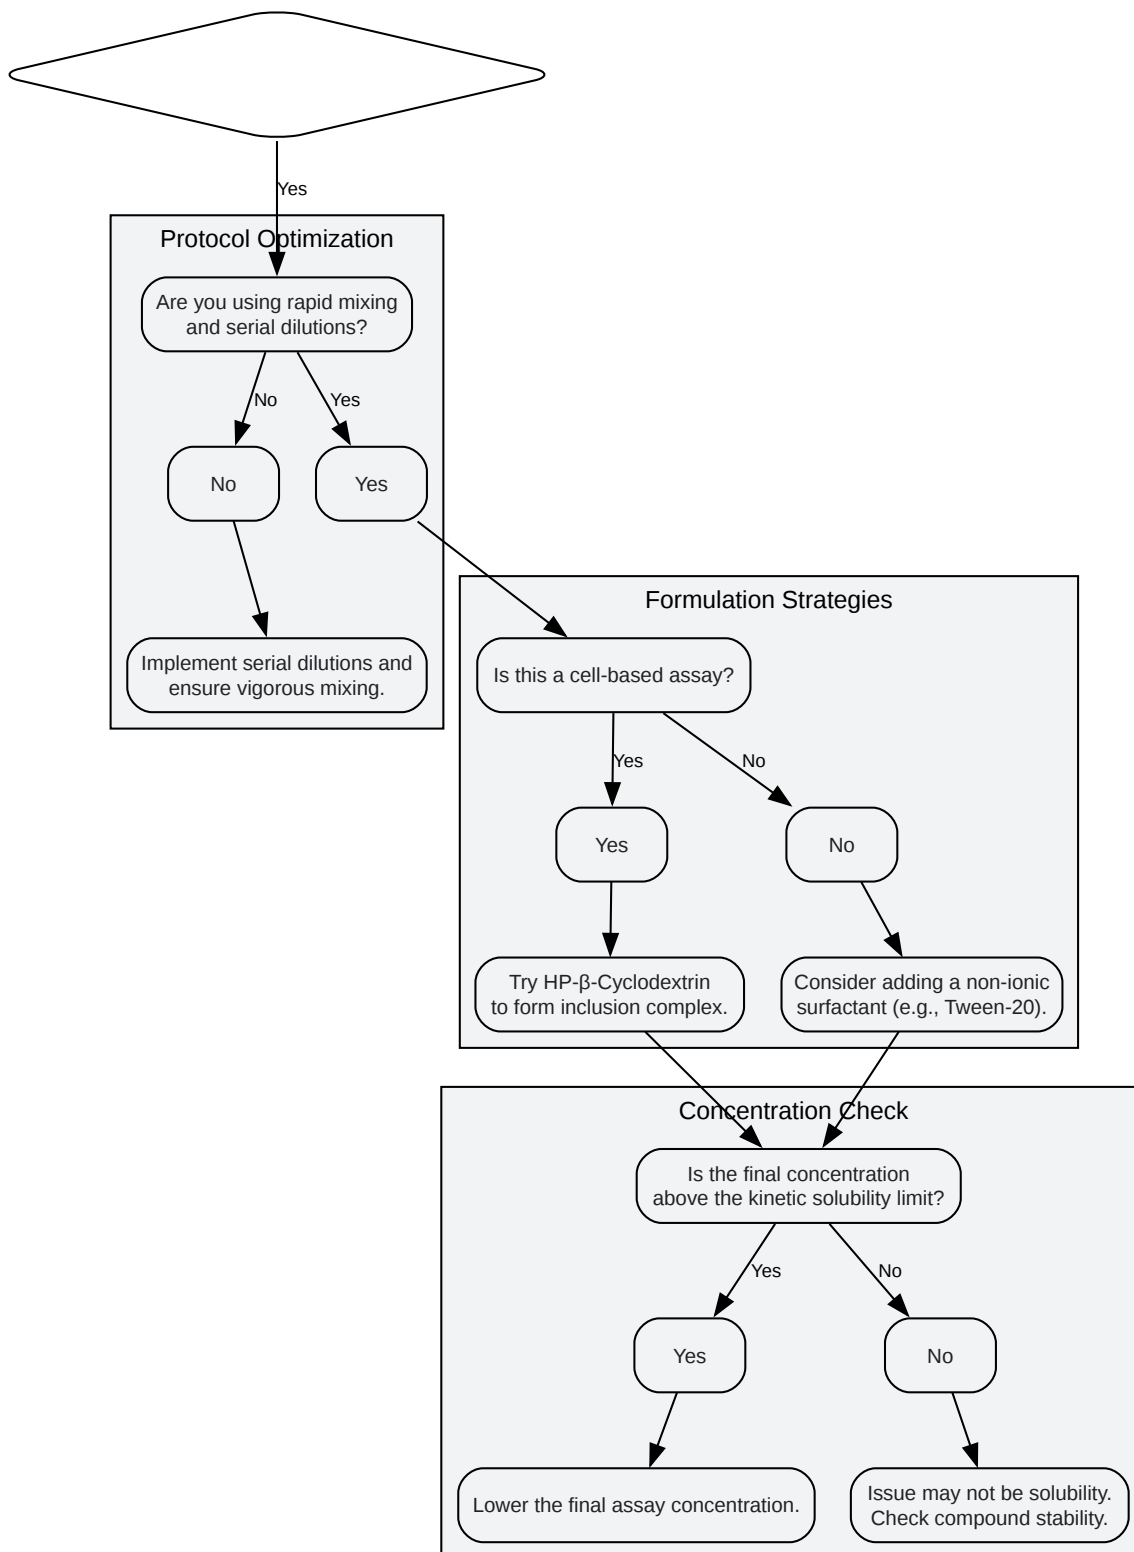 Yes
Protocol Optimization
Are you using rapid mixing
and serial dilutions?
No
Yes
No
Yes
Formulation Strategies
Implement serial dilutions and
ensure vigorous mixing.
Is this a cell-based assay?
Yes
No
Yes
No
Try HP-β-Cyclodextrin
to form inclusion complex.
Consider adding a non-ionic
surfactant (e.g., Tween-20).
Concentration Check
Is the final concentration
above the kinetic solubility limit?
Yes
No
Yes
No
Lower the final assay concentration.
Issue may not be solubility.
Check compound stability.